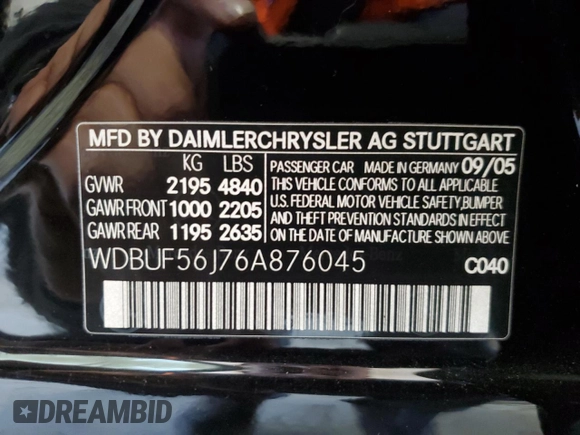 MFD BY DAIMLERCHRYSLER AG STUTTGART
KG LBS
PASSENGER CAR MADE IN GERMANY 09/05
GVWR 2195 4840
THIS VEHICLE CONFORMS TO ALL APPLICABLE
GAWR FRONT 1000 2205
U.S. FEDERAL MOTOR VEHICLE SAFETY, BUMPER
AND THEFT PREVENTION STANDARDS IN EFFECT
GAWR REAR 1195 2635
ON THE DATE OF MANUFACTURE SHOWN ABOVE.
WDBUF56J76A876045 C040
DREAMBID